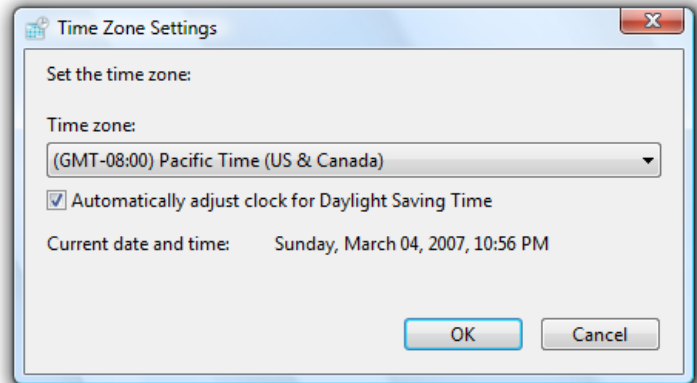 Time Zone Settings
Set the time zone:
Time zone:
(GMT-08:00) Pacific Time (US & Canada)
Automatically adjust clock for Daylight Saving Time
Current date and time: Sunday, March 04, 2007, 10:56 PM
OK Cancel